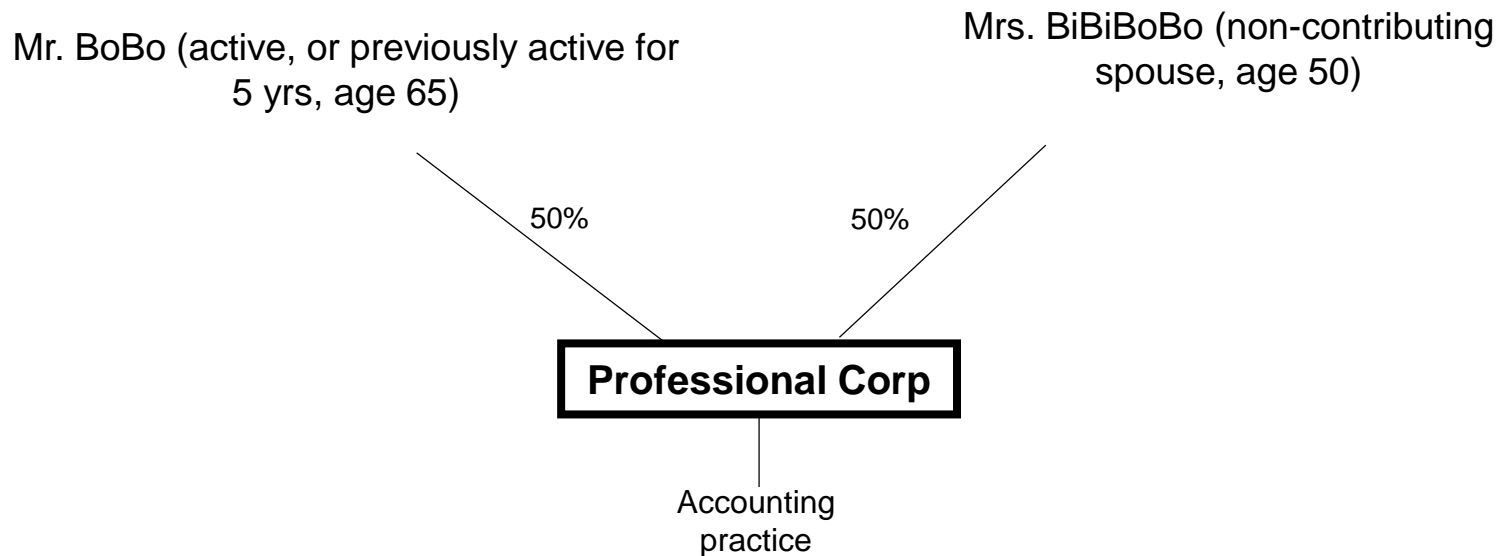 Mr. BoBo (active, or previously active for
5 yrs, age 65)
Mrs. BiBiBoBo (non-contributing
spouse, age 50)
50%
50%
Professional Corp
Accounting
practice